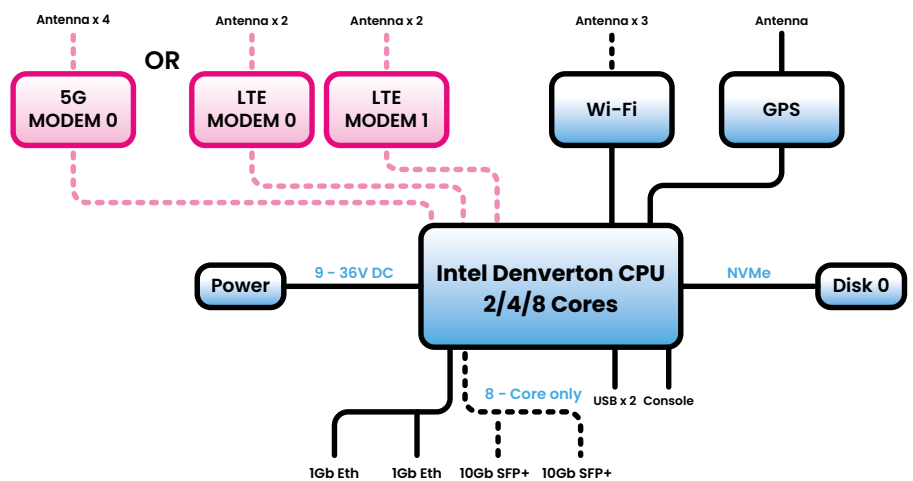 Antenna x 4
Antenna x 2
Antenna x 2
Antenna x 3
Antenna
OR
5G
MODEM 0
LTE
MODEM 0
LTE
MODEM 1
Wi-Fi
GPS
Power
9 - 36V DC
Intel Denverton CPU
2/4/8 Cores
NVMe
Disk 0
8 - Core only
USB x 2
Console
1Gb Eth
1Gb Eth
10Gb SFP+
10Gb SFP+